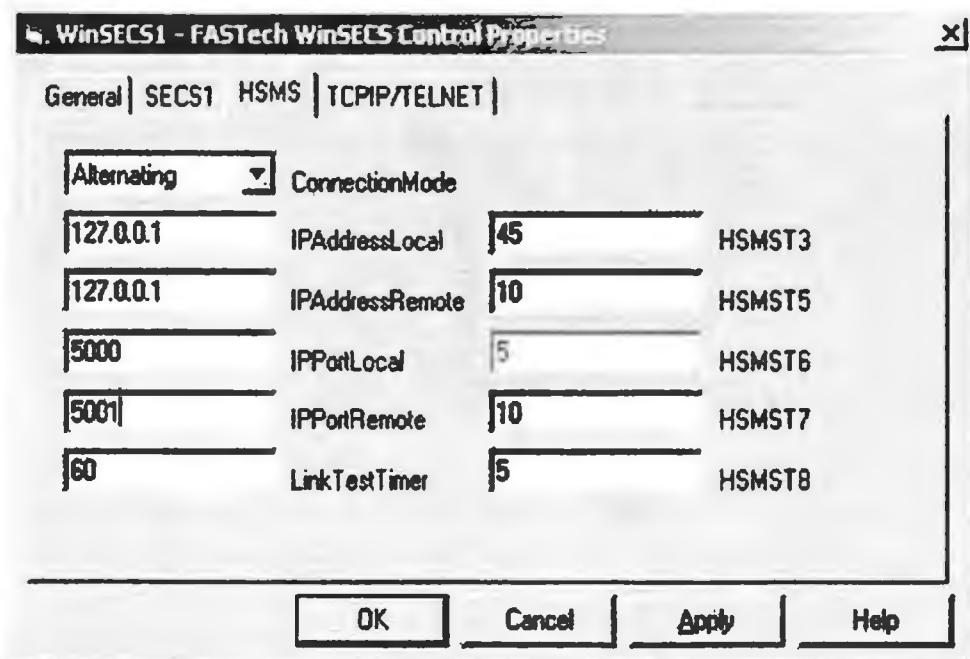 WinSECS1 - FASTech WinSECS Control Properties
General SECS1 HSMS TCPIP/TELNET
Alternating ConnectionMode
127.0.0.1 IPAddressLocal 45 HSMST3
127.0.0.1 IPAddressRemote 10 HSMST5
5000 IPPortLocal 5 HSMST6
5001 IPPortRemote 10 HSMST7
60 LinkTestTimer 5 HSMST8
OK Cancel Apply Help